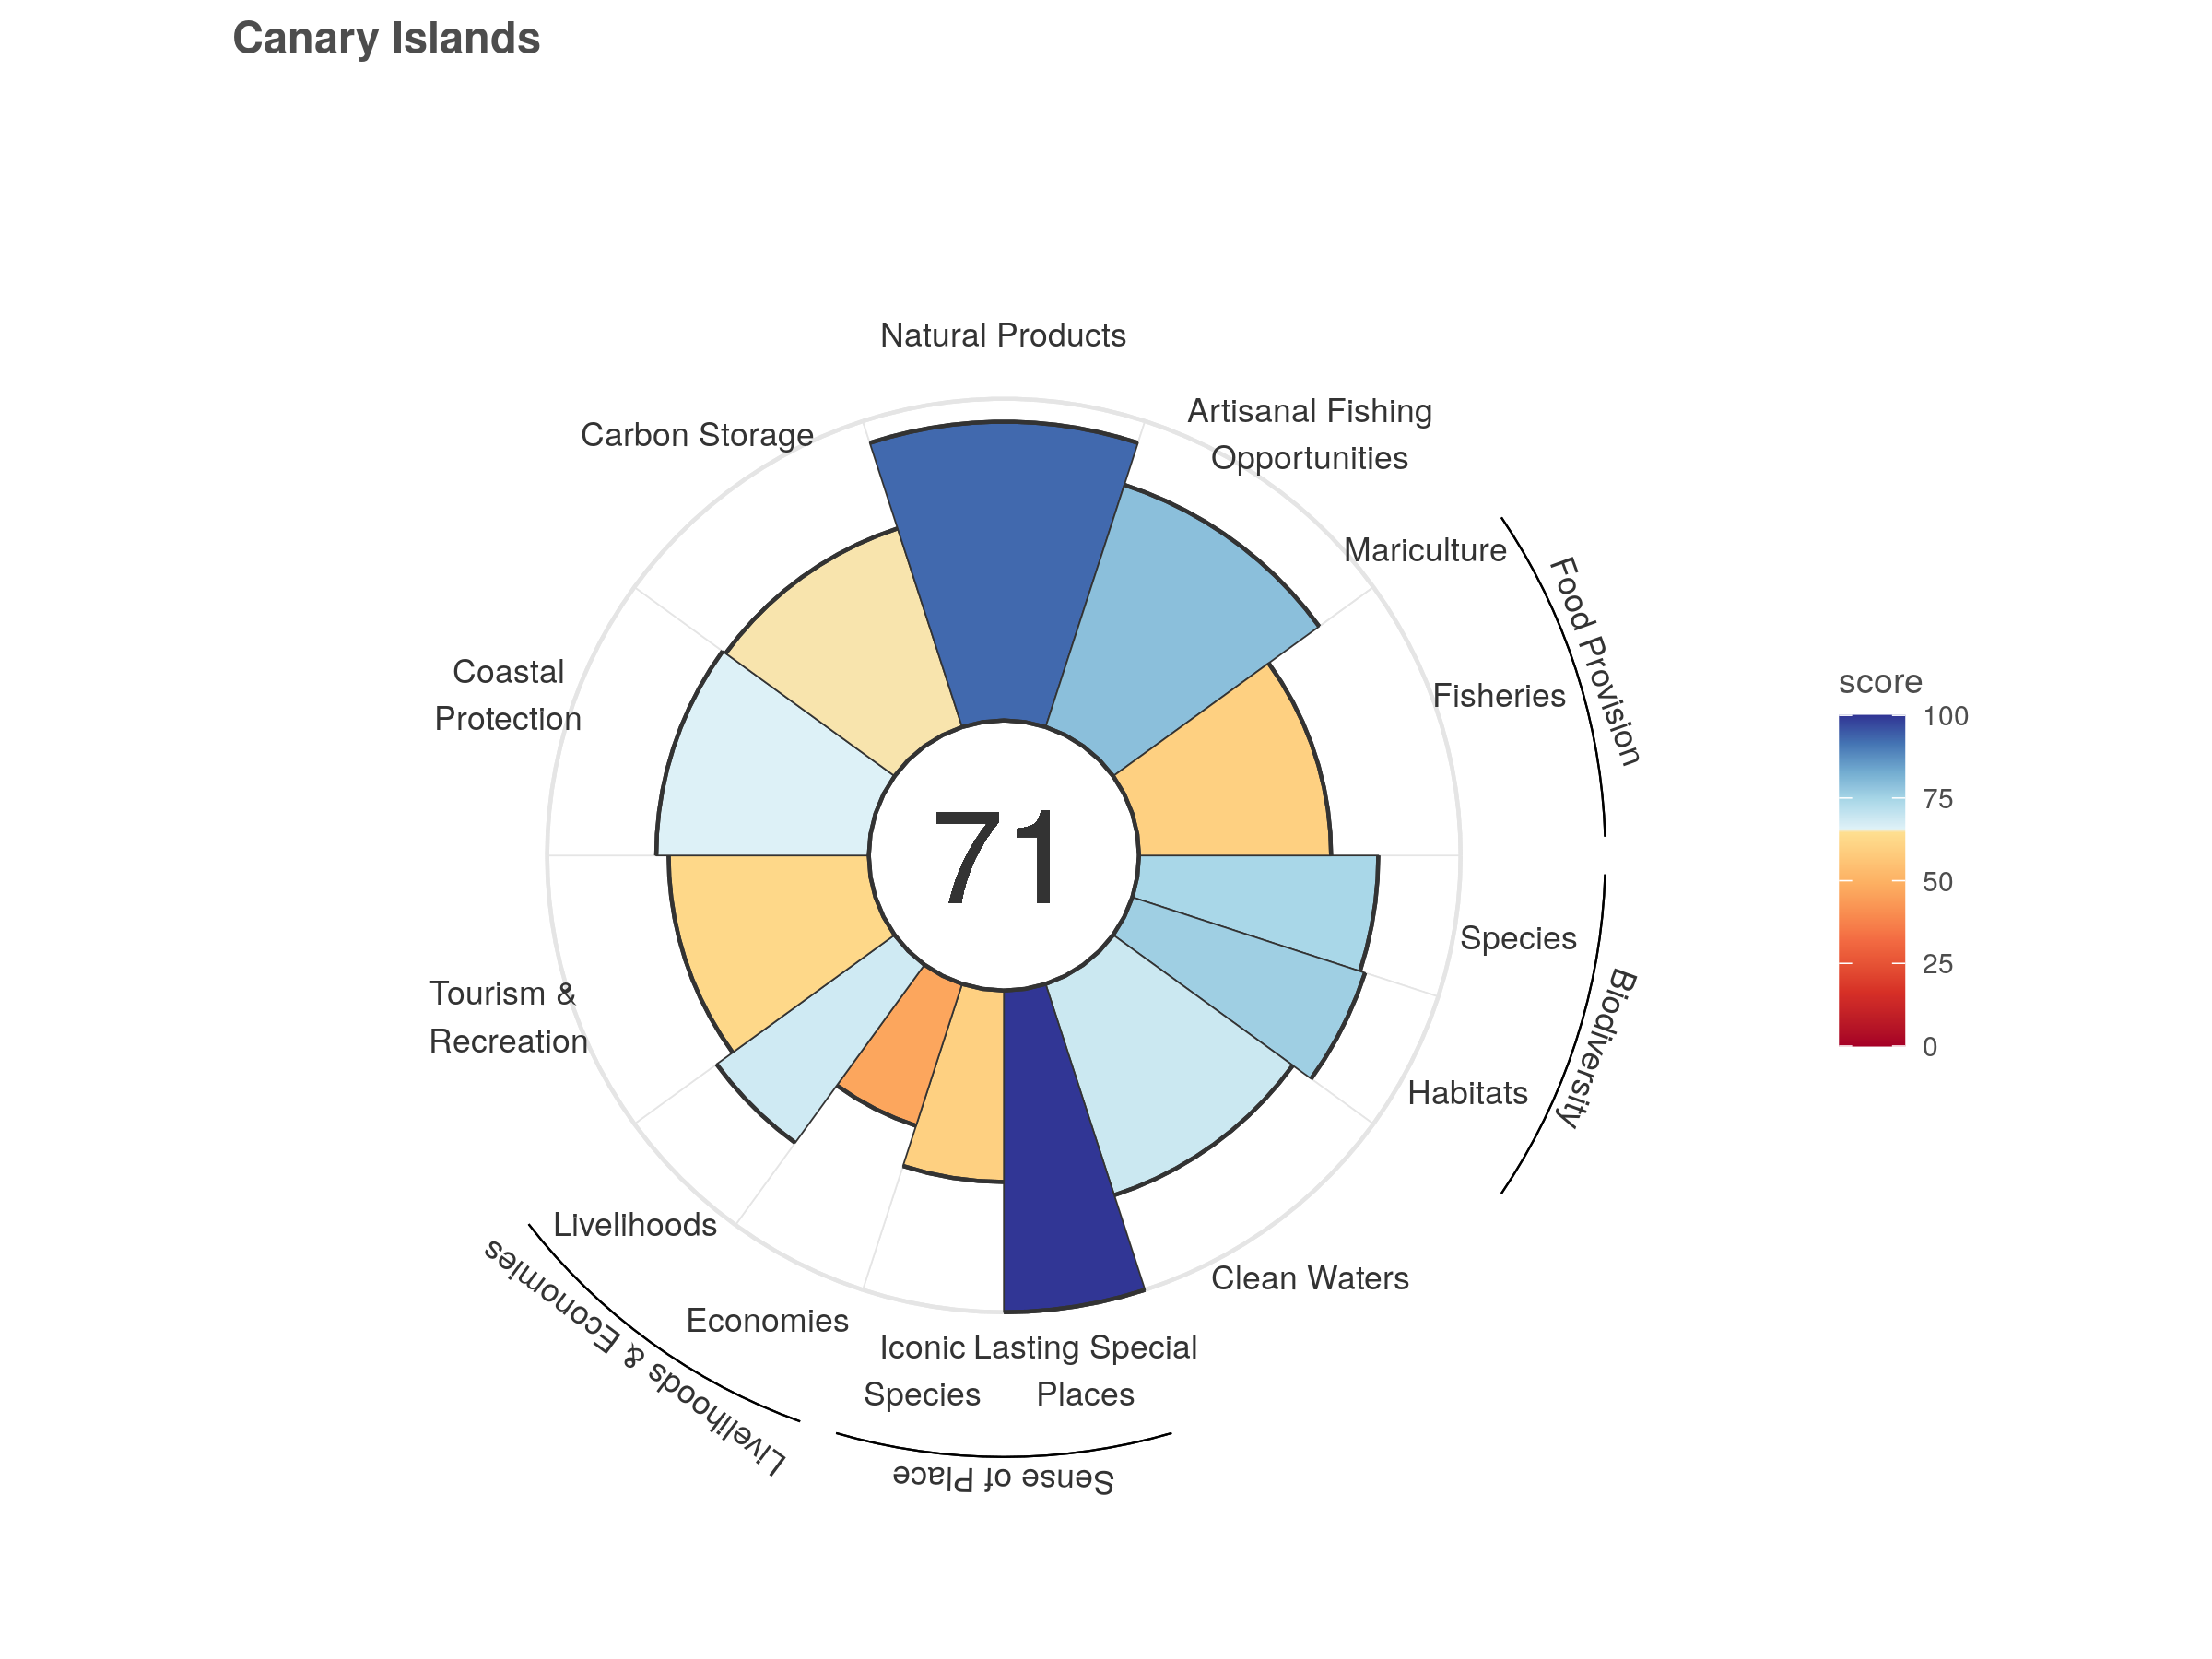 Canary Islands
Natural Products
Artisanal Fishing
Opportunities
Carbon Storage
Mariculture
Food Provision
Fisheries
Coastal
Protection
score
100
75
50
25
0
71
Species
Biodiversity
Tourism &
Recreation
Habitats
Livelihoods
Clean Waters
Livelihoods & Economies
Economies
Iconic
Species
Lasting Special
Places
Sense of Place